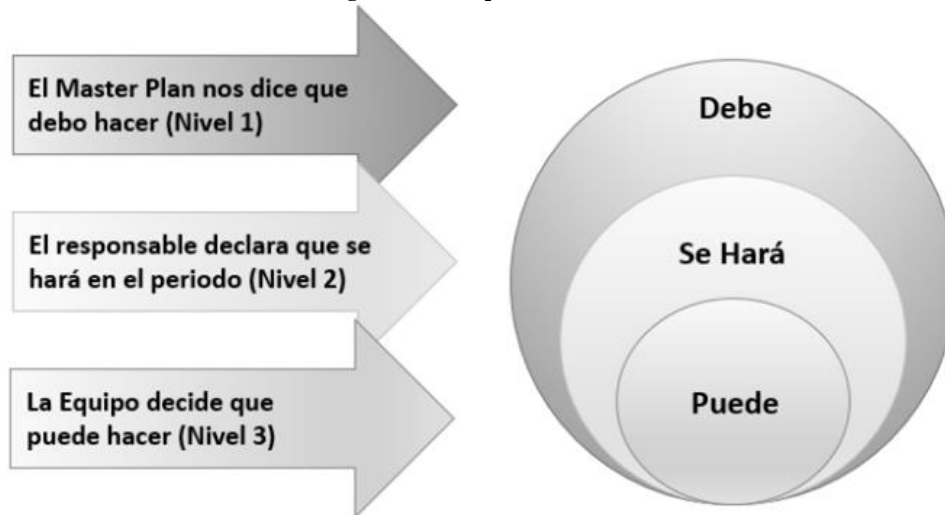 El Master Plan nos dice que
debo hacer (Nivel 1)
El responsable declara que se
hará en el periodo (Nivel 2)
La Equipo decide que
puede hacer (Nivel 3)
Debe
Se Hará
Puede